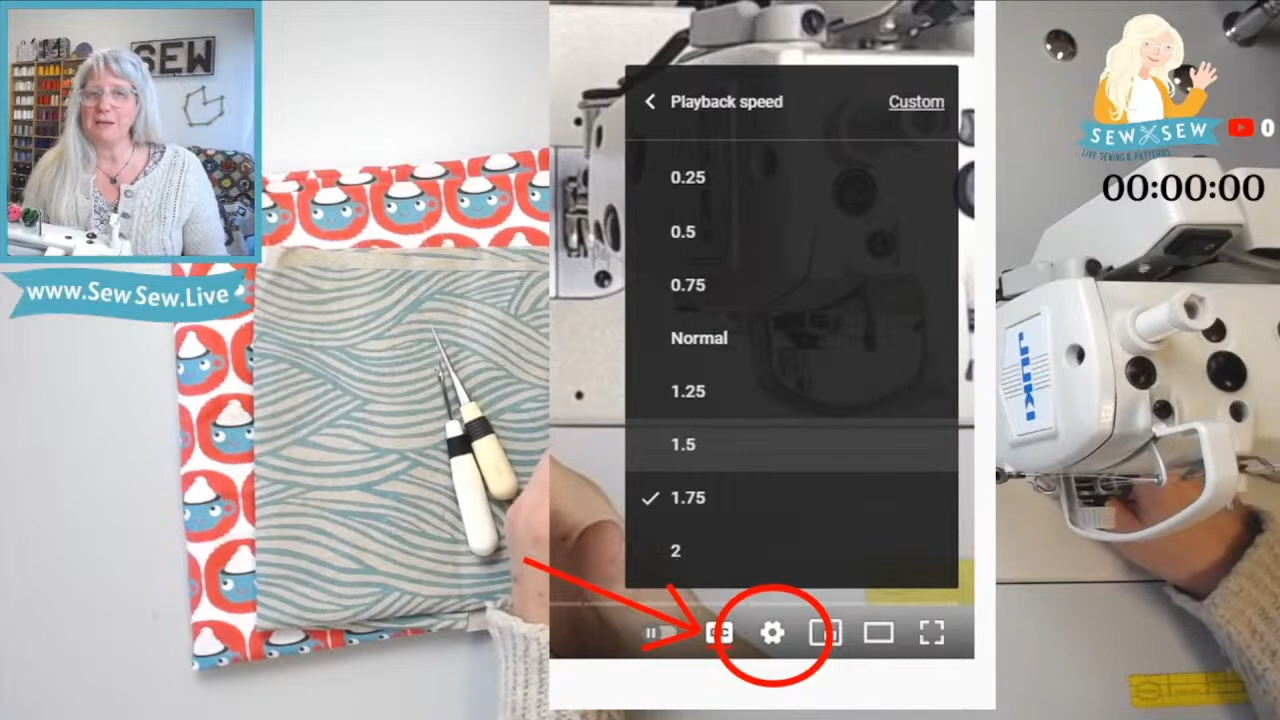 SEW
www.SewSew.Live
Playback speed
Custom
0.25
0.5
0.75
Normal
1.25
1.5
1.75
2
CC
SEW SEW
LIVE SEWING & PATTERNS
0
00:00:00
JUKI